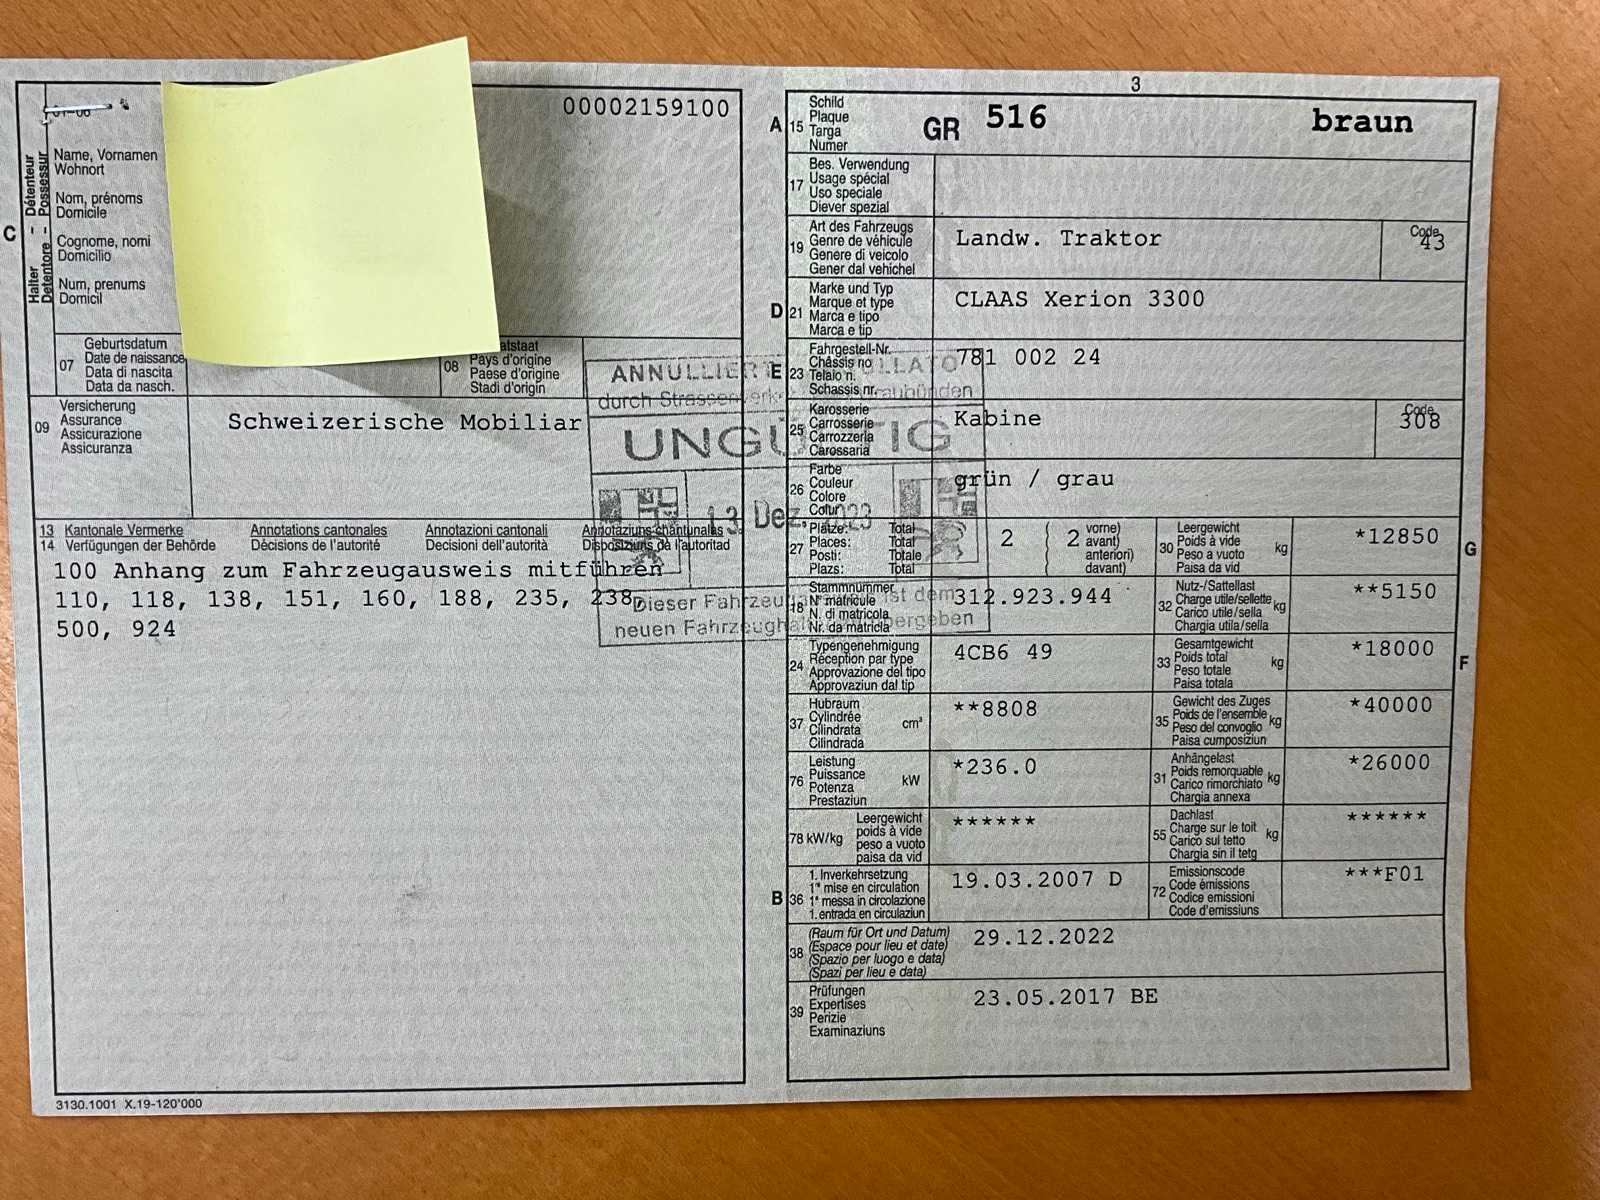 00002159100
C
Halter - Détenteur
Detentore - Possessur
Name, Vornamen
Wohnort
Nom, prénoms
Domicile
Cognome, nomi
Domicilio
Num, prenums
Domicil
07
Geburtsdatum
Date de naissance
Data di nascita
Data da nasch.
08
Pays d'origine
Paese d'origine
Stadi d'origin
09
Versicherung
Assurance
Assicurazione
Assicuranza
Schweizerische Mobiliar
13 Kantonale Vermerke Annotations cantonales Annotazioni cantonali Annotaziuns chantunales
14 Verfügungen der Behörde Décisions de l'autorité Decisioni dell'autorità Disposiziuns da l'autoritad
100 Anhang zum Fahrzeugausweis mitführen
110, 118, 138, 151, 160, 188, 235, 238,
500, 924
3130.1001 X.19-120'000
ANNULLIERT
durch
UNGÜLTIG
13 Dez. 2023
Dieser Fahrzeugausweis ist dem
neuen Fahrzeughalter zu übergeben
3
A
15
Schild
Plaque
Targa
Numer
GR 516 braun
17
Bes. Verwendung
Usage spécial
Uso speciale
Diever spezial
19
Art des Fahrzeugs
Genre de véhicule
Genere di veicolo
Gener dal vehichel
Landw. Traktor
Code
43
D
21
Marke und Typ
Marque et type
Marca e tipo
Marca e tip
CLAAS Xerion 3300
E
23
Fahrgestell-Nr.
Châssis no
Telaio n.
Schassis nr.
781 002 24
25
Karosserie
Carrosserie
Carrozzeria
Carossaria
Kabine
Code
308
26
Farbe
Couleur
Colore
Colur
grün / grau
27
Plätze: Total
Places: Total
Posti: Totale
Plazs: Total
2
2
vorne)
avant)
anteriori)
davant)
30
Leergewicht
Poids à vide
Peso a vuoto
Paisa da vid
kg
*12850
G
18
Stammnummer
N° matricule
N. di matricola
Nr. da matricla
312.923.944
32
Nutz-/Sattellast
Charge utile/sellette
Carico utile/sella
Chargia utila/sella
kg
**5150
24
Typengenehmigung
Réception par type
Approvazione del tipo
Approvaziun dal tip
4CB6 49
33
Gesamtgewicht
Poids total
Peso totale
Paisa totala
kg
*18000
F
37
Hubraum
Cylindrée
Cilindrata
Cilindrada
cm³
**8808
35
Gewicht des Zuges
Poids de l'ensemble
Peso del convoglio
Paisa cumposiziun
kg
*40000
76
Leistung
Puissance
Potenza
Prestaziun
kW
*236.0
31
Anhängelast
Poids remorquable
Carico rimorchiato
Chargia annexa
kg
*26000
78 kW/kg
Leergewicht
poids à vide
peso a vuoto
paisa da vid
******
55
Dachlast
Charge sur le toit
Carico sul tetto
Chargia sin il tetg
kg
******
B
36
1. Inverkehrsetzung
1re mise en circulation
1a messa in circolazione
1. entrada en circulaziun
19.03.2007 D
72
Emissionscode
Code émissions
Codice emissioni
Code d'emissiuns
***F01
38
(Raum für Ort und Datum)
(Espace pour lieu et date)
(Spazio per luogo e data)
(Spazi per lieu e data)
29.12.2022
39
Prüfungen
Expertises
Perizie
Examinaziuns
23.05.2017 BE